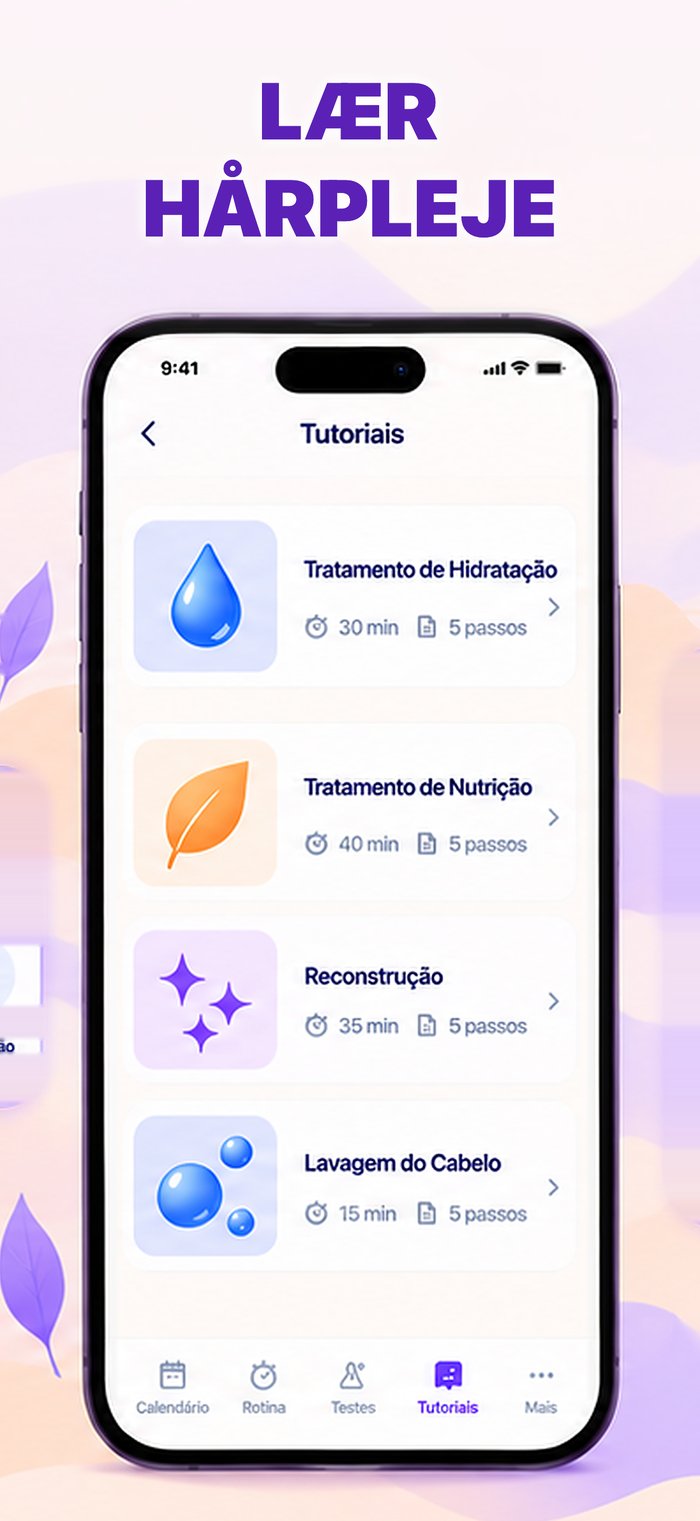 LÆR
HÅRPLEJE
9:41
Tutoriais
Tratamento de Hidratação
30 min 5 passos
Tratamento de Nutrição
40 min 5 passos
Reconstrução
35 min 5 passos
ão
Lavagem do Cabelo
15 min 5 passos
Calendário Rotina Testes Tutoriais Mais